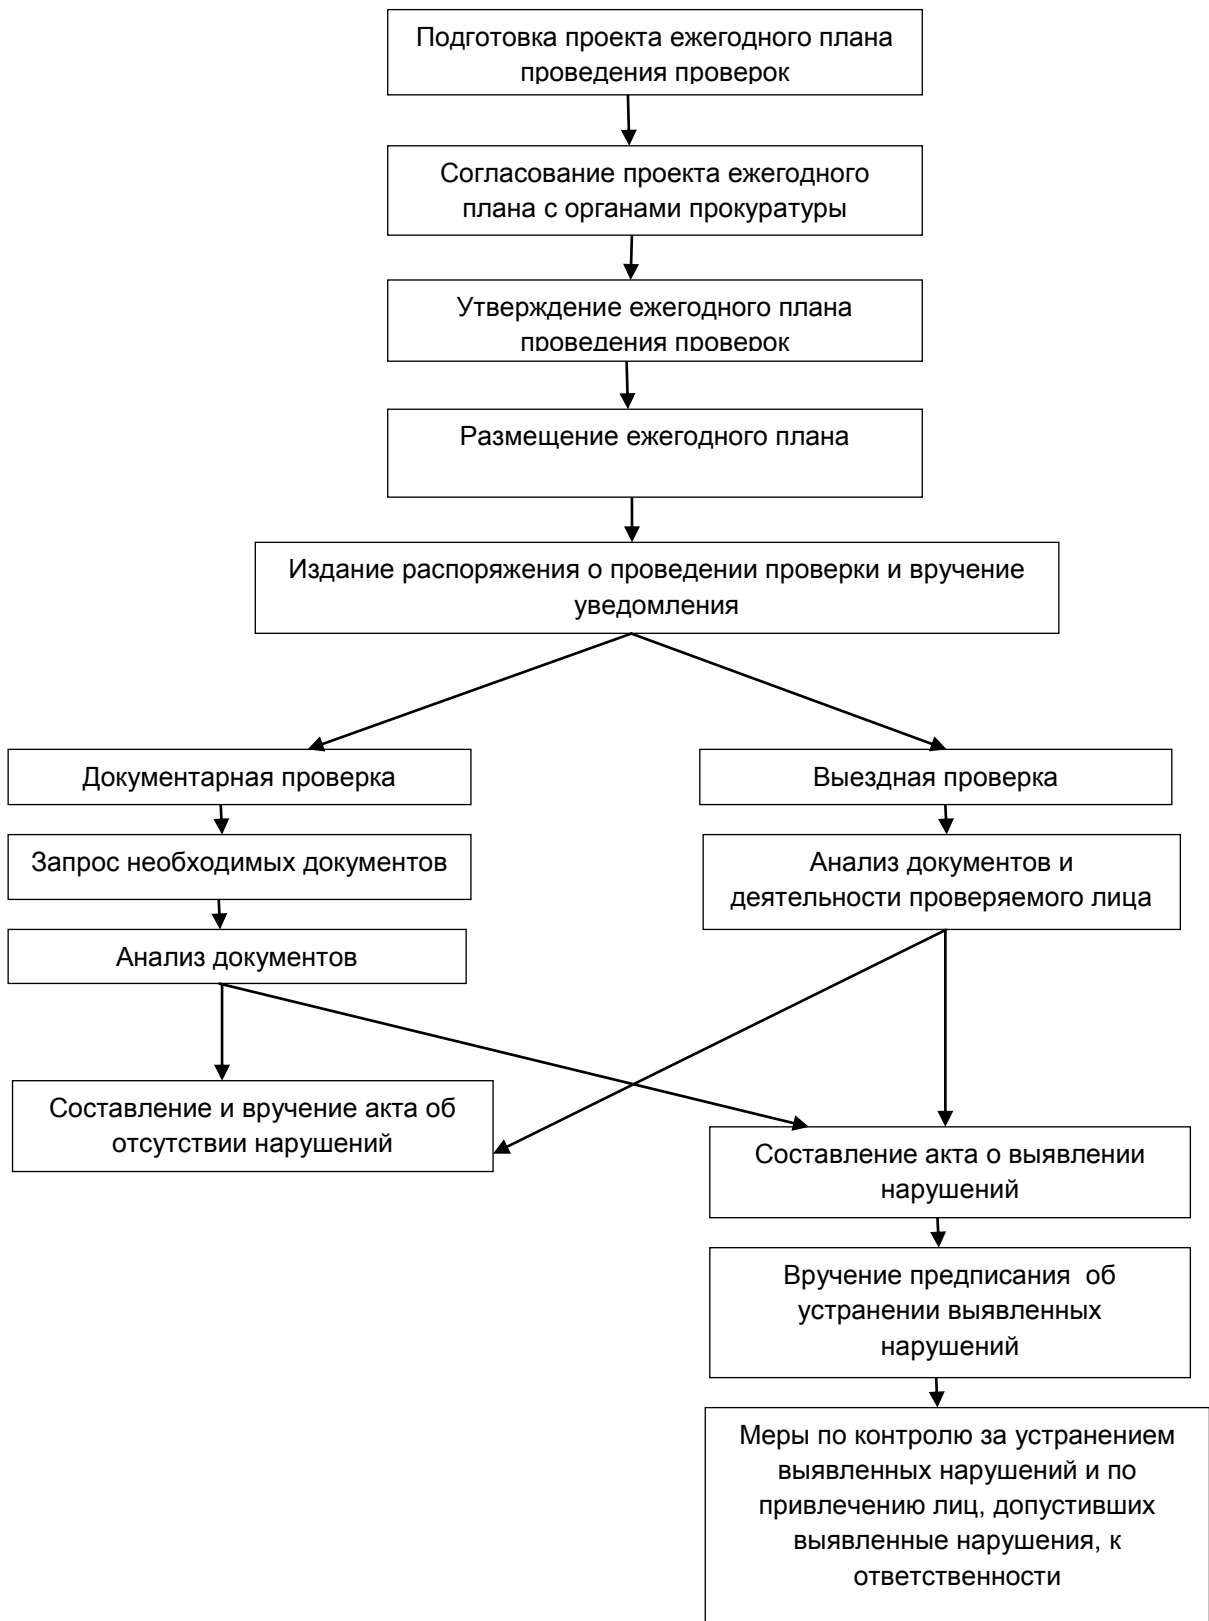 Подготовка проекта ежегодного плана
проведения проверок
Согласование проекта ежегодного
плана с органами прокуратуры
Утверждение ежегодного плана
проведения проверок
Размещение ежегодного плана
Издание распоряжения о проведении проверки и вручение
уведомления
Документарная проверка
Выездная проверка
Запрос необходимых документов
Анализ документов и
деятельности проверяемого лица
Анализ документов
Составление и вручение акта об
отсутствии нарушений
Составление акта о выявлении
нарушений
Вручение предписания  об
устранении выявленных
нарушений
Меры по контролю за устранением
выявленных нарушений и по
привлечению лиц, допустивших
выявленные нарушения, к
ответственности